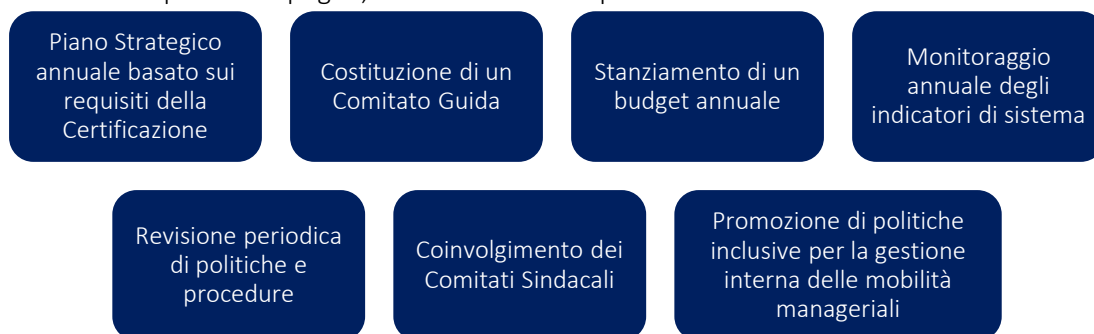 Piano Strategico
annuale basato sui
requisiti della
Certificazione
Costituzione di un
Comitato Guida
Stanziamento di un
budget annuale
Monitoraggio
annuale degli
indicatori di sistema
Revisione periodica
di politiche e
procedure
Coinvolgimento dei
Comitati Sindacali
Promozione di politiche
inclusive per la gestione
interna delle mobilità
manageriali